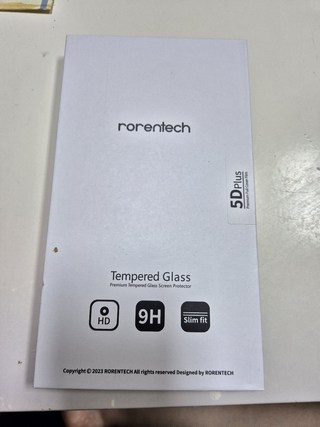 rorentech
5D Plus
Tempered Glass
Premium Tempered Glass Screen Protector
HD
9H
Slim fit
Copyright © 2023 RORENTECH All rights reserved Designed by RORENTECH